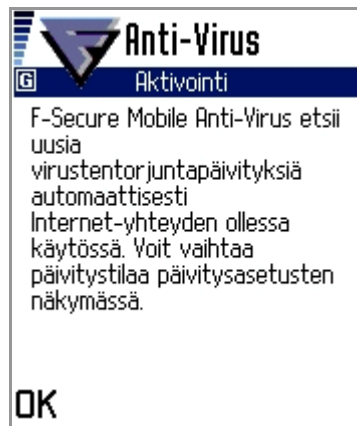 Anti-Virus
G Aktivointi
F-Secure Mobile Anti-Virus etsii
uusia
virustentorjuntapäivityksiä
automaattisesti
Internet-yhteyden ollessa
käytössä. Voit vaihtaa
päivitystilaa päivitysasetusten
näkymässä.
OK